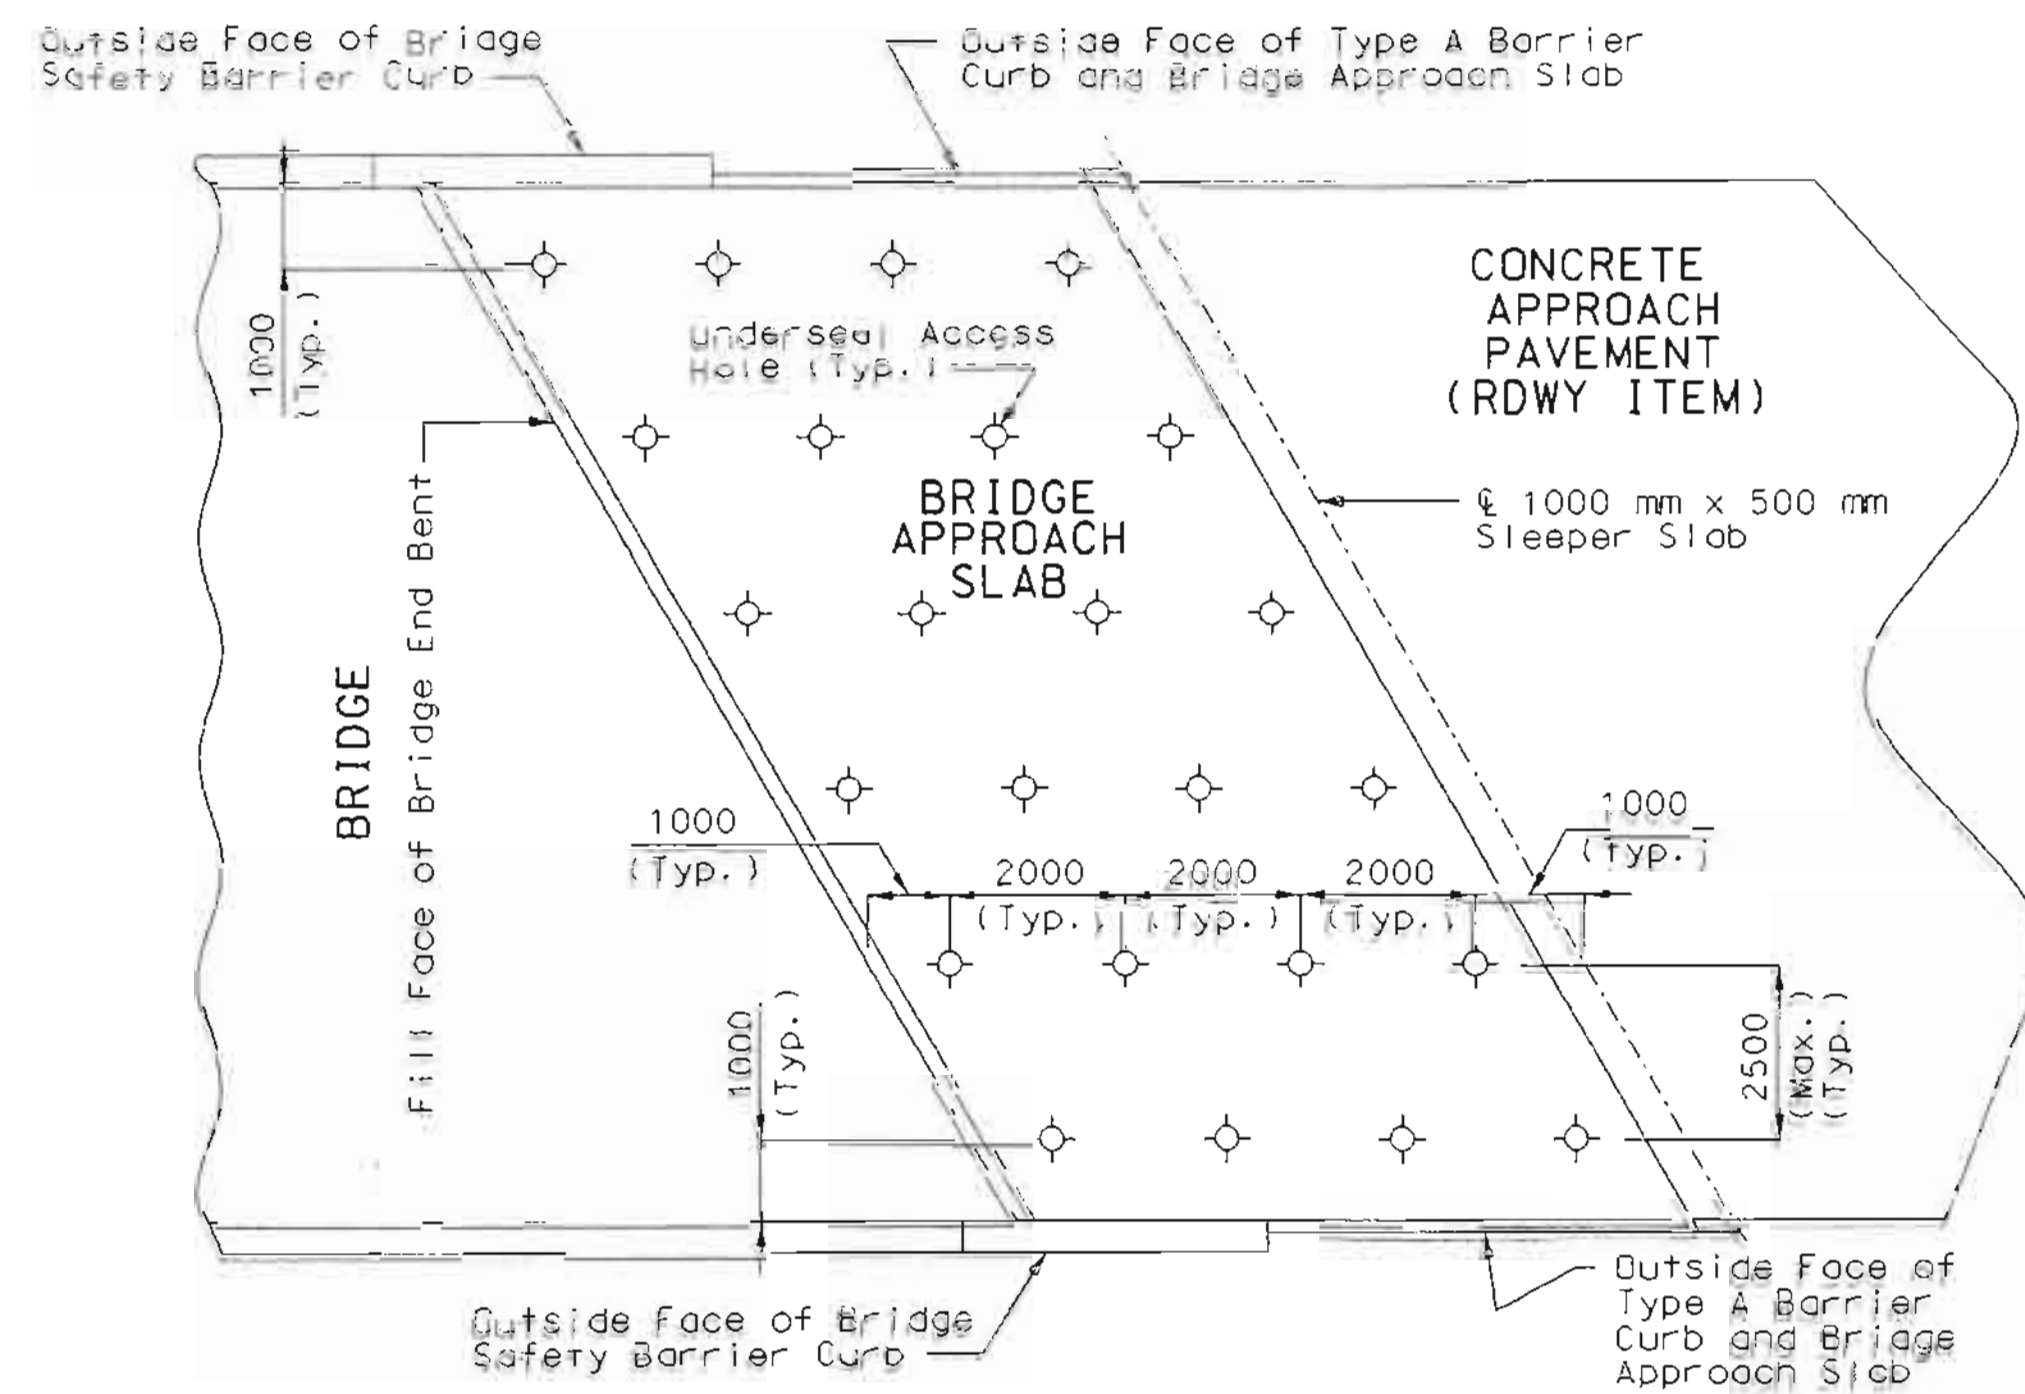 Outside Face of Bridge
Safety Barrier Curb
Outside Face of Type A Barrier
Curb and Bridge Approach Slab
1000
(Typ.)
Underseal Access
Hole (Typ.)
CONCRETE
APPROACH
PAVEMENT
(RDWY ITEM)
BRIDGE
APPROACH
SLAB
℄ 1000 mm x 500 mm
Sleeper Slab
BRIDGE
Fill Face of Bridge End Bent
1000
(Typ.)
2000
(Typ.)
2000
(Typ.)
2000
(Typ.)
1000
(typ.)
1000
(Typ.)
2500
(Max.)
(Typ.)
Outside Face of Bridge
Safety Barrier Curb
Outside Face of
Type A Barrier
Curb and Bridge
Approach Slab